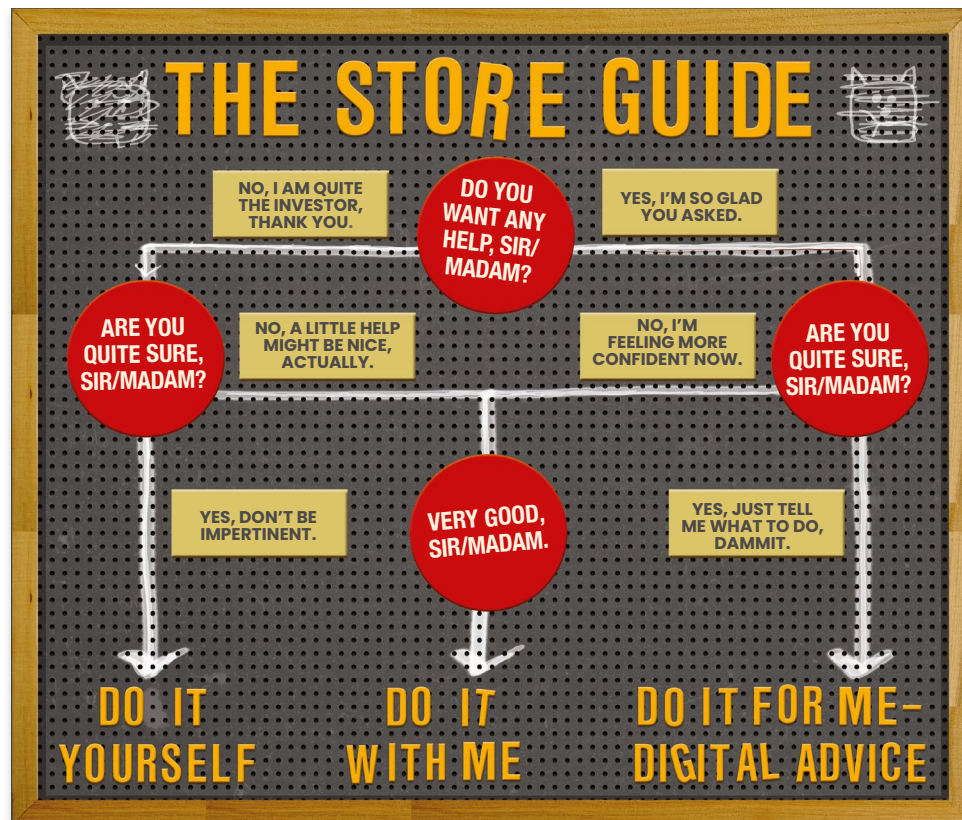 THE STORE GUIDE
NO, I AM QUITE
THE INVESTOR,
THANK YOU.
DO YOU
WANT ANY
HELP, SIR/
MADAM?
YES, I'M SO GLAD
YOU ASKED.
ARE YOU
QUITE SURE,
SIR/MADAM?
NO, A LITTLE HELP
MIGHT BE NICE,
ACTUALLY.
NO, I'M
FEELING MORE
CONFIDENT NOW.
ARE YOU
QUITE SURE,
SIR/MADAM?
YES, DON'T BE
IMPERTINENT.
VERY GOOD,
SIR/MADAM.
YES, JUST TELL
ME WHAT TO DO,
DAMMIT.
DO IT
YOURSELF
DO IT
WITH ME
DO IT FOR ME–
DIGITAL ADVICE